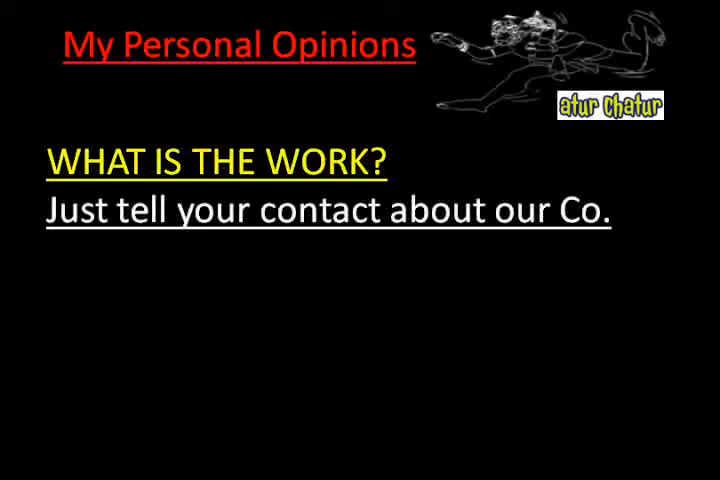 My Personal Opinions
atur chatur
WHAT IS THE WORK?
Just tell your contact about our Co.